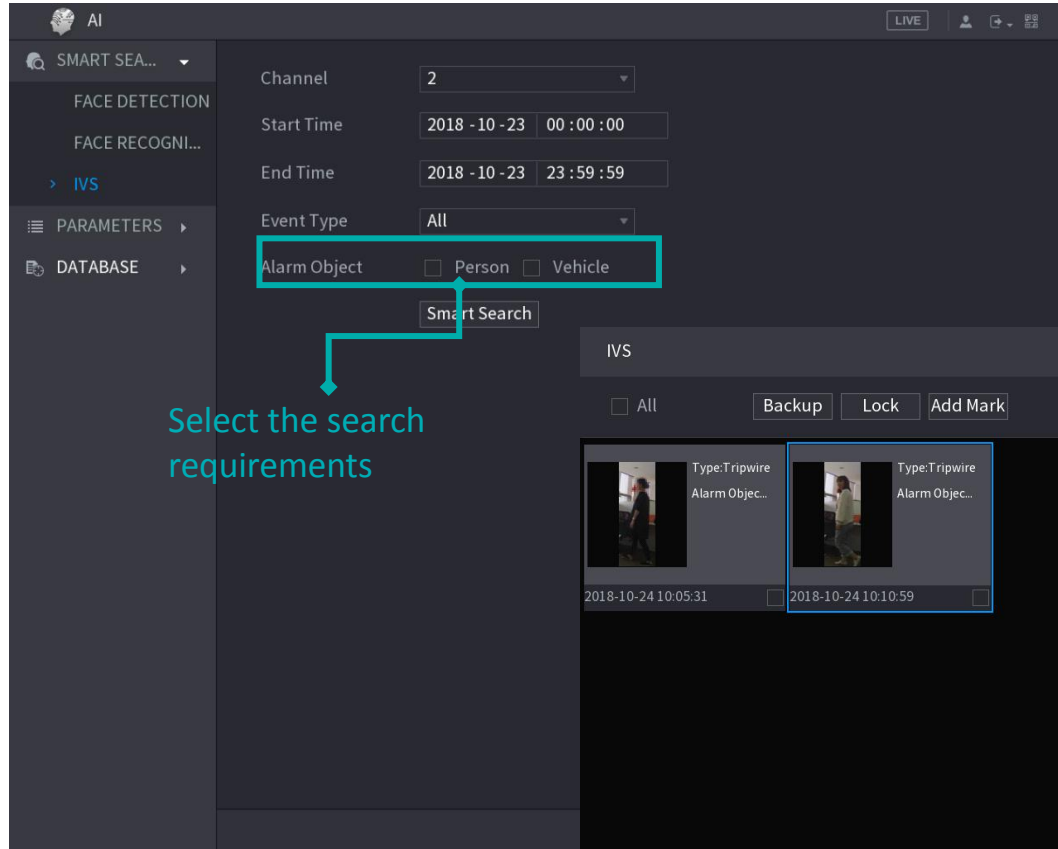 AI
LIVE
SMART SEA...
FACE DETECTION
FACE RECOGNI...
> IVS
PARAMETERS
DATABASE
Channel 2
Start Time 2018 -10 -23 00 : 00 : 00
End Time 2018 -10 -23 23 : 59 : 59
Event Type All
Alarm Object Person Vehicle
Smart Search
Select the search
requirements
IVS
All Backup Lock Add Mark
Type:Tripwire
Alarm Objec...
2018-10-24 10:05:31
Type:Tripwire
Alarm Objec...
2018-10-24 10:10:59